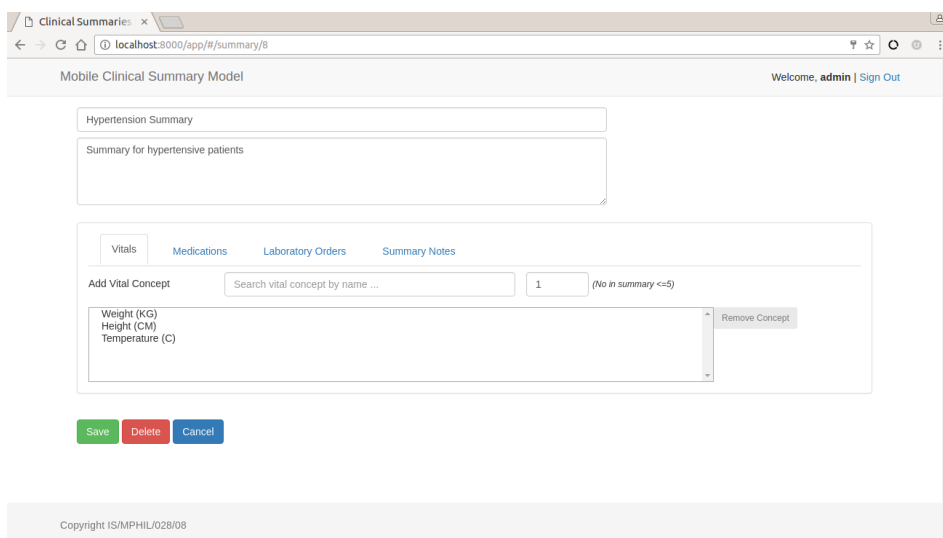 Clinical Summaries
localhost:8000/app/#/summary/8
Mobile Clinical Summary Model
Welcome, admin | Sign Out
Hypertension Summary
Summary for hypertensive patients
Vitals Medications Laboratory Orders Summary Notes
Add Vital Concept Search vital concept by name ... 1 (No in summary <=5)
Weight (KG) Remove Concept
Height (CM)
Temperature (C)
Save Delete Cancel
Copyright IS/MPHIL/028/08